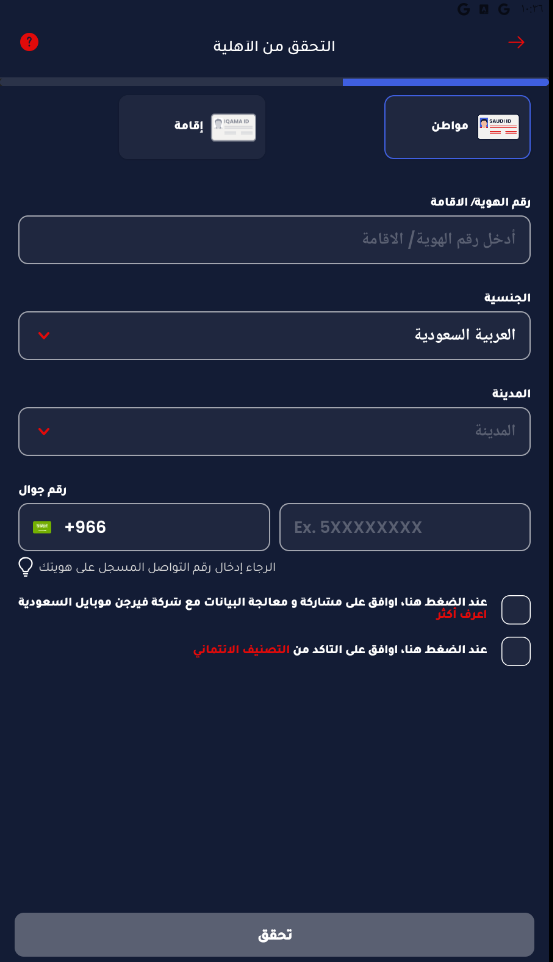 ١٠:٢٦
التحقق من الأهلية
?
مواطن
SAUDI ID
إقامة
IQAMA ID
رقم الهوية/ الاقامة
أدخل رقم الهوية/ الاقامة
الجنسية
العربية السعودية
المدينة
المدينة
رقم جوال
+966
Ex. 5XXXXXXXX
الرجاء إدخال رقم التواصل المسجل على هويتك
عند الضغط هنا، اوافق على مشاركة و معالجة البيانات مع شركة فيرجن موبايل السعودية
اعرف أكثر
عند الضغط هنا، اوافق على التاكد من التصنيف الائتماني
تحقق